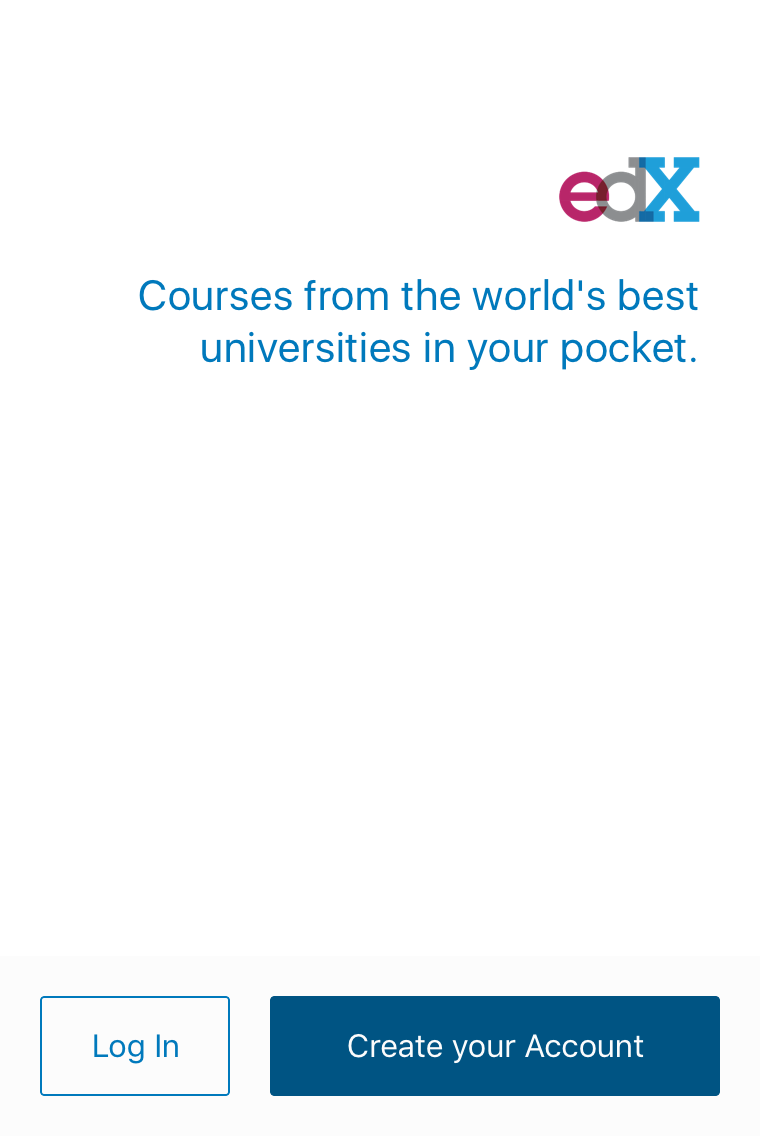 edX
Courses from the world's best
universities in your pocket.
Log In
Create your Account